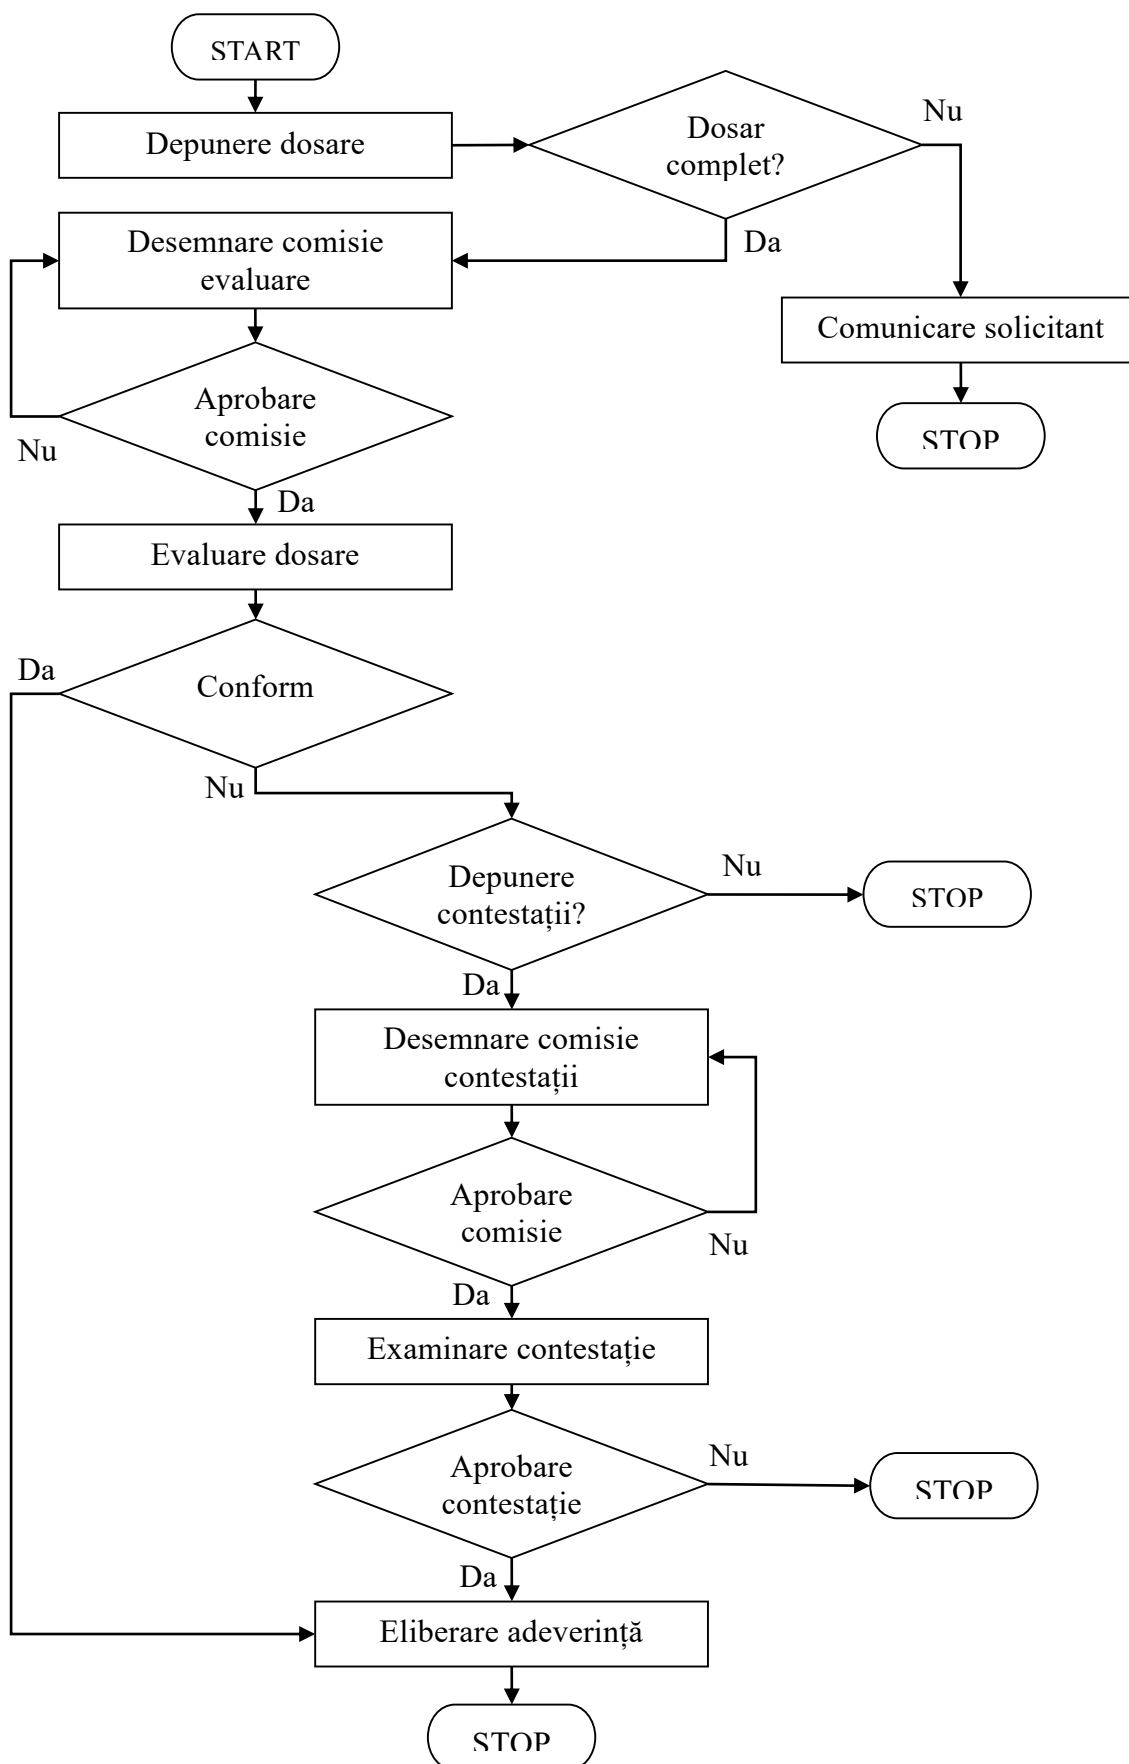 START
Depunere dosare
Dosar
complet?
Nu
Da
Desemnare comisie
evaluare
Comunicare solicitant
STOP
Aprobare
comisie
Nu
Da
Evaluare dosare
Da
Conform
Nu
Depunere
contestații?
Nu
STOP
Da
Desemnare comisie
contestații
Aprobare
comisie
Nu
Da
Examinare contestație
Aprobare
contestație
Nu
STOP
Da
Eliberare adeverință
STOP